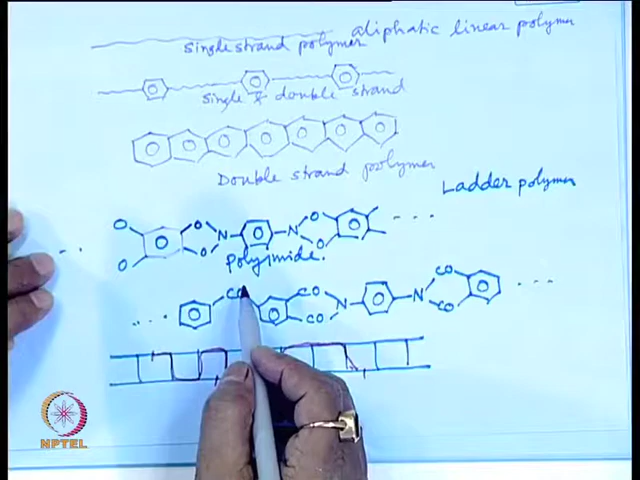 aliphatic linear polymer
Single strand polymer
Single & double strand
Double strand polymer
Ladder polymer
O O O
N N
O O O
polyimide.
CO CO CO
N N
CO CO
NPTEL